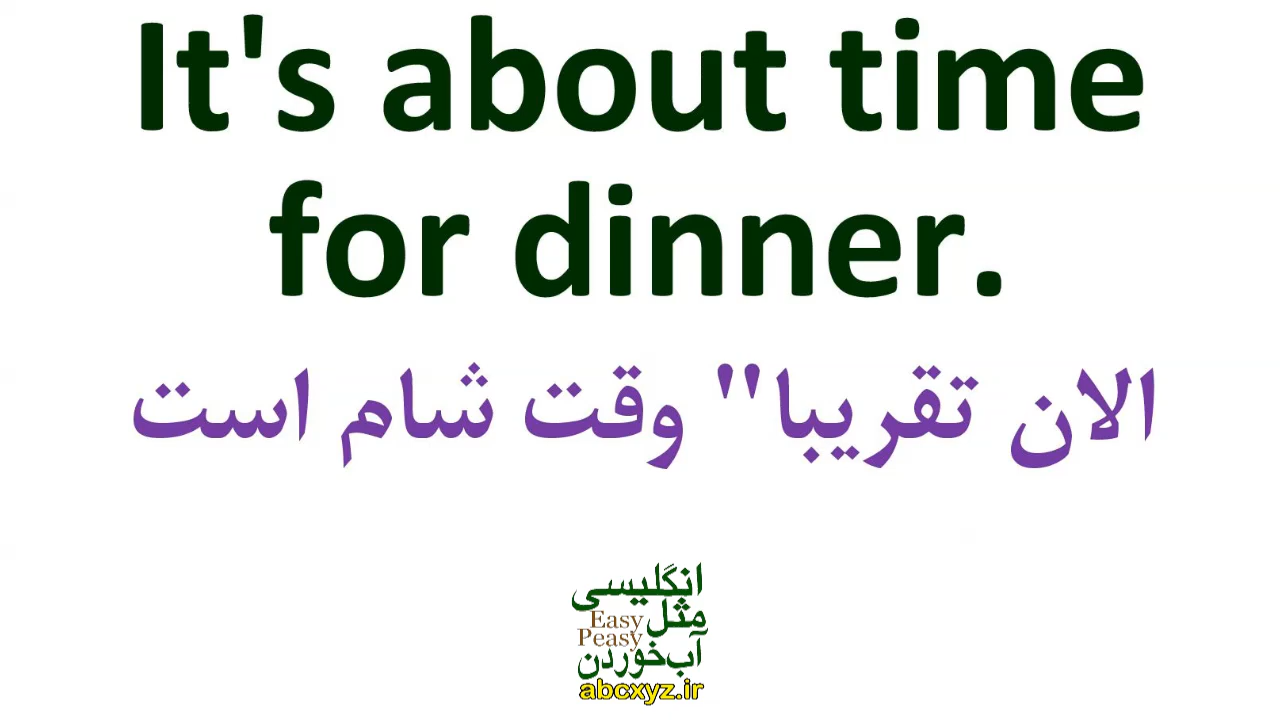 It's about time
for dinner.
الان تقریبا" وقت شام است
انگلیسی
مثل
Easy
Peasy
آب‌خوردن
abcxyz.ir